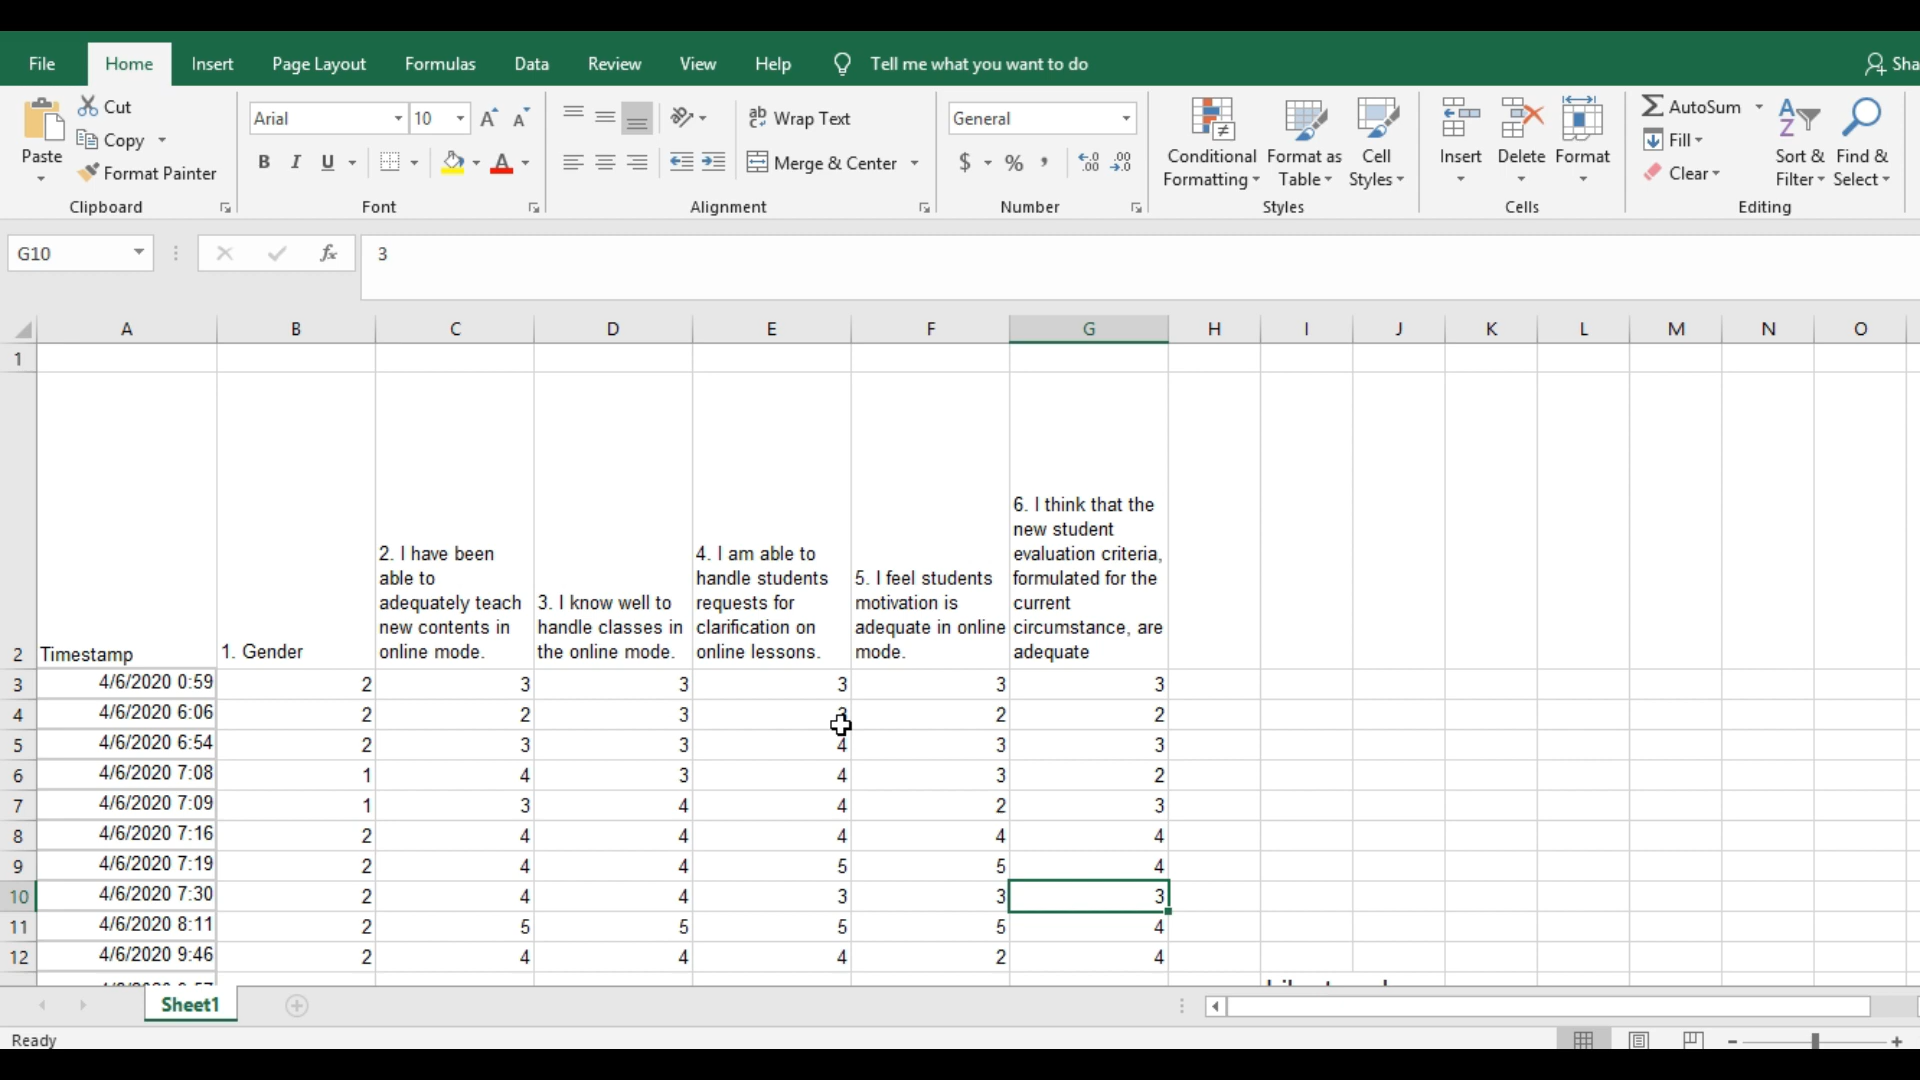 File Home Insert Page Layout Formulas Data Review View Help Tell me what you want to do Sha
Paste Cut Copy Format Painter Clipboard
Arial 10 A A B I U A Font
ab Wrap Text Merge & Center Alignment
General $ % , .00 .00 Number
Conditional Formatting Format as Table Cell Styles Styles
Insert Delete Format Cells
AutoSum Fill Clear Sort & Filter Find & Select Editing
G10 fx 3
A B C D E F G H I J K L M N O
1
2 Timestamp
1. Gender
2. I have been
able to
adequately teach
new contents in
online mode.
3. I know well to
handle classes in
the online mode.
4. I am able to
handle students
requests for
clarification on
online lessons.
5. I feel students
motivation is
adequate in online
mode.
6. I think that the
new student
evaluation criteria,
formulated for the
current
circumstance, are
adequate
3 4/6/2020 0:59 2 3 3 3 3 3
4 4/6/2020 6:06 2 2 3 2 2
5 4/6/2020 6:54 2 3 3 4 3 3
6 4/6/2020 7:08 1 4 3 4 3 2
7 4/6/2020 7:09 1 3 4 4 2 3
8 4/6/2020 7:16 2 4 4 4 4 4
9 4/6/2020 7:19 2 4 4 5 5 4
10 4/6/2020 7:30 2 4 4 3 3 3
11 4/6/2020 8:11 2 5 5 5 5 4
12 4/6/2020 9:46 2 4 4 4 2 4
Sheet1
Ready